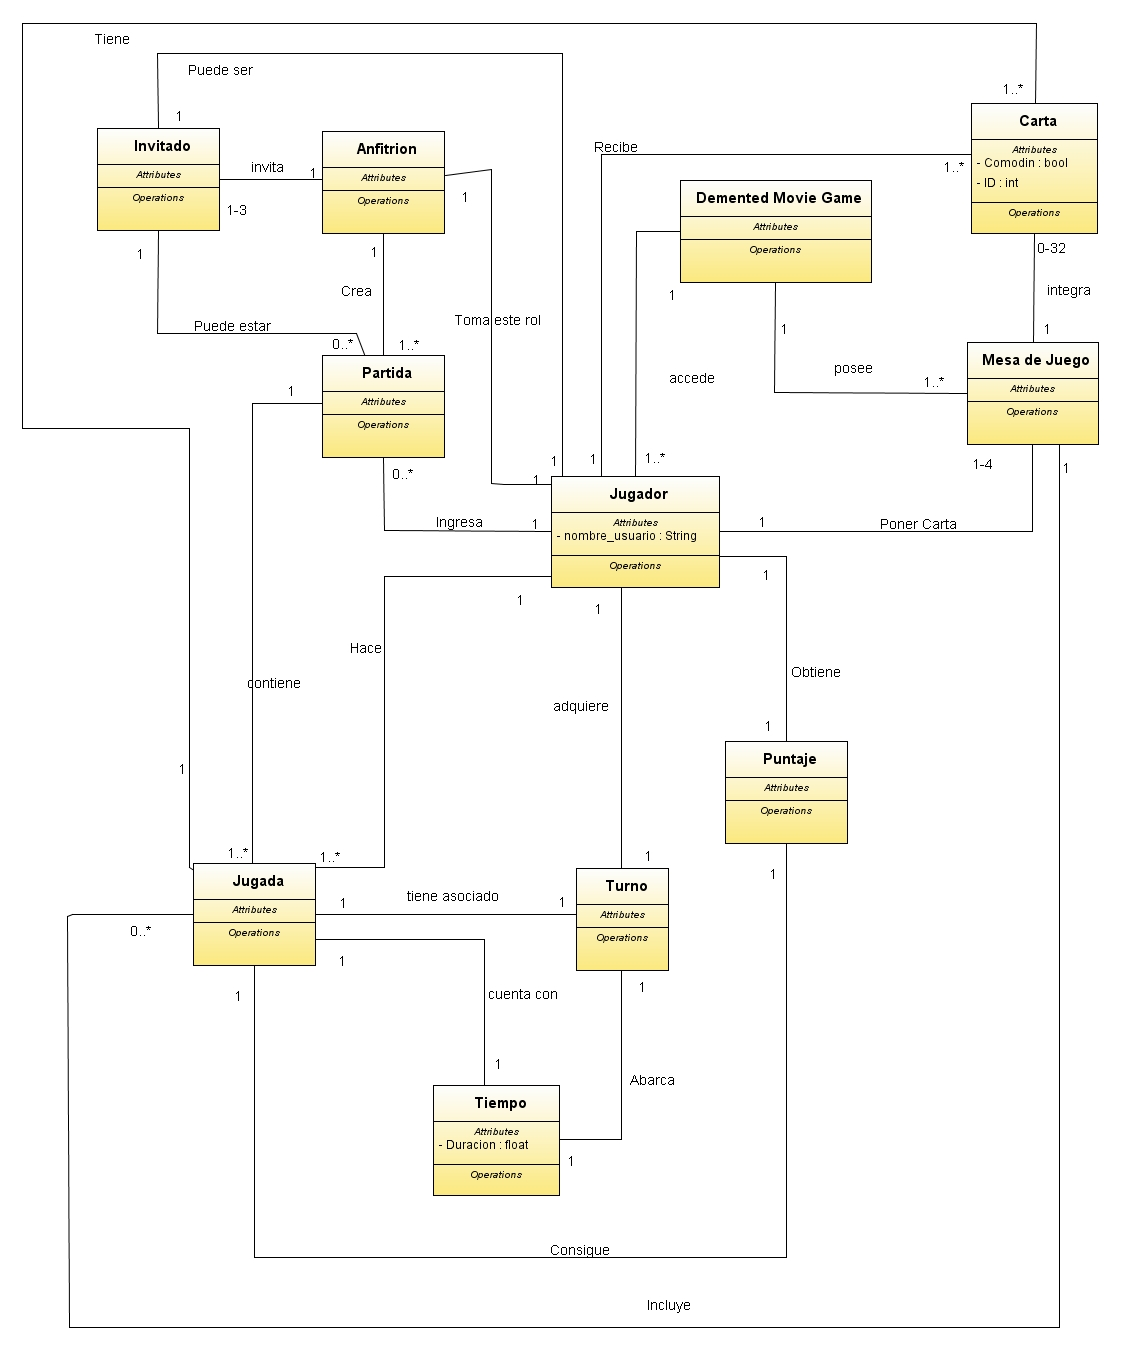 Tiene
Puede ser
1..*
1
Carta
Attributes
- Comodin : bool
- ID : int
Operations
Invitado
Attributes
Operations
invita
1
1-3
Anfitrion
Attributes
Operations
1
Recibe
1..*
Demented Movie Game
Attributes
Operations
0-32
integra
1
1
1
Crea
1
1
Toma este rol
accede
posee
1..*
Mesa de Juego
Attributes
Operations
Puede estar
0..*
1..*
Partida
Attributes
Operations
1
0..*
1
1
1
1..*
1-4
1
Jugador
Attributes
- nombre_usuario : String
Operations
Ingresa
1
1
Poner Carta
1
1
1
Hace
contiene
adquiere
Obtiene
1
1
Puntaje
Attributes
Operations
1..*
1..*
1
1
Jugada
Attributes
Operations
1
tiene asociado
1
Turno
Attributes
Operations
0..*
1
1
1
cuenta con
1
Abarca
Tiempo
Attributes
- Duracion : float
Operations
1
Consigue
Incluye